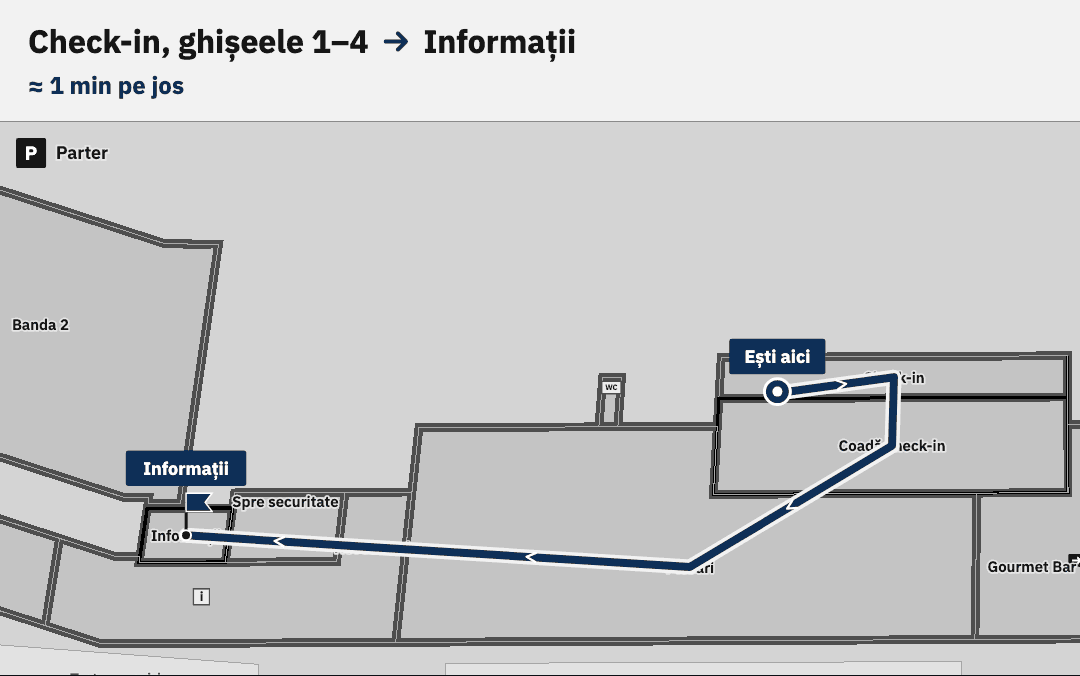 Check-in, ghișeele 1–4 → Informații
≈ 1 min pe jos
P Parter
Banda 2
Ești aici
WC
Informații
Spre securitate
i
Gourmet Bar